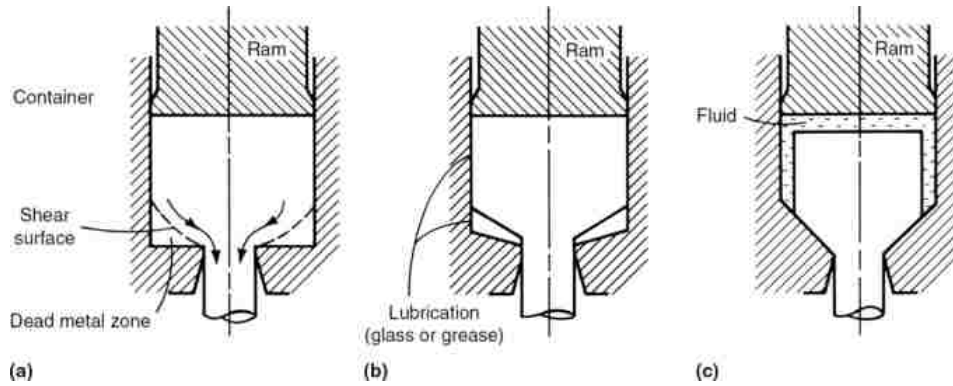 Ram
Container
Shear
surface
Dead metal zone
(a)
Ram
Lubrication
(glass or grease)
(b)
Ram
Fluid
(c)